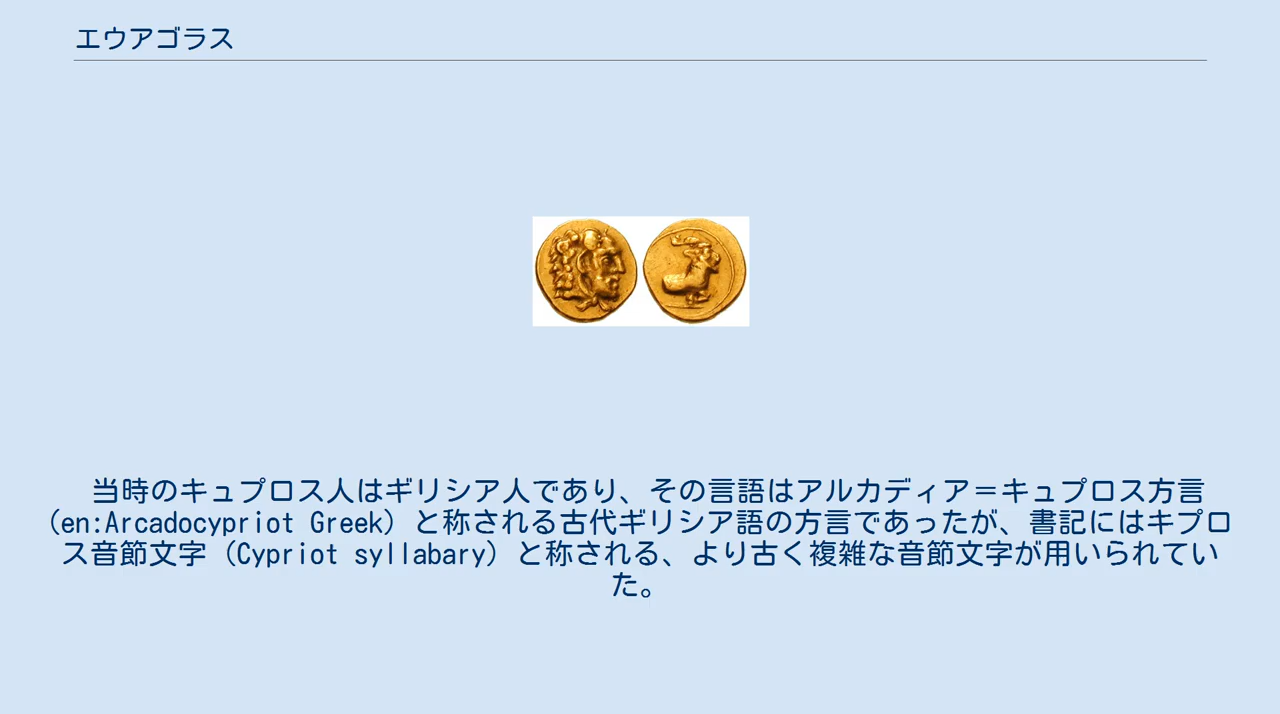 エウアゴラス
当時のキュプロス人はギリシア人であり、その言語はアルカディア＝キュプロス方言
（en:Arcadocypriot Greek）と称される古代ギリシア語の方言であったが、書記にはキプロ
ス音節文字（Cypriot syllabary）と称される、より古く複雑な音節文字が用いられてい
た。